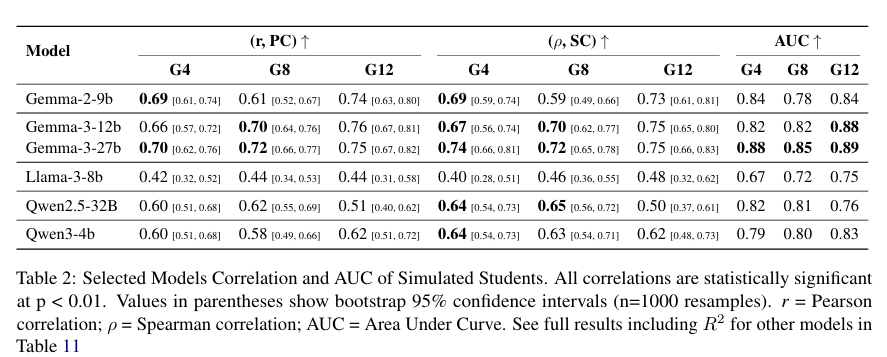 Model (r, PC) ↑ (ρ, SC) ↑ AUC ↑
G4 G8 G12 G4 G8 G12 G4 G8 G12
Gemma-2-9b 0.69 [0.61, 0.74] 0.61 [0.52, 0.67] 0.74 [0.63, 0.80] 0.69 [0.59, 0.74] 0.59 [0.49, 0.66] 0.73 [0.61, 0.81] 0.84 0.78 0.84
Gemma-3-12b 0.66 [0.57, 0.72] 0.70 [0.64, 0.76] 0.76 [0.67, 0.81] 0.67 [0.56, 0.74] 0.70 [0.62, 0.77] 0.75 [0.65, 0.80] 0.82 0.82 0.88
Gemma-3-27b 0.70 [0.62, 0.76] 0.72 [0.66, 0.77] 0.75 [0.67, 0.82] 0.74 [0.66, 0.81] 0.72 [0.65, 0.78] 0.75 [0.66, 0.83] 0.88 0.85 0.89
Llama-3-8b 0.42 [0.32, 0.52] 0.44 [0.34, 0.53] 0.44 [0.31, 0.58] 0.40 [0.28, 0.51] 0.46 [0.36, 0.55] 0.48 [0.32, 0.62] 0.67 0.72 0.75
Qwen2.5-32B 0.60 [0.51, 0.68] 0.62 [0.55, 0.69] 0.51 [0.40, 0.62] 0.64 [0.54, 0.73] 0.65 [0.56, 0.72] 0.50 [0.37, 0.61] 0.82 0.81 0.76
Qwen3-4b 0.60 [0.51, 0.68] 0.58 [0.49, 0.66] 0.62 [0.51, 0.72] 0.64 [0.54, 0.73] 0.63 [0.54, 0.71] 0.62 [0.48, 0.73] 0.79 0.80 0.83
Table 2: Selected Models Correlation and AUC of Simulated Students. All correlations are statistically significant
at p < 0.01. Values in parentheses show bootstrap 95% confidence intervals (n=1000 resamples). r = Pearson
correlation; ρ = Spearman correlation; AUC = Area Under Curve. See full results including R² for other models in
Table 11